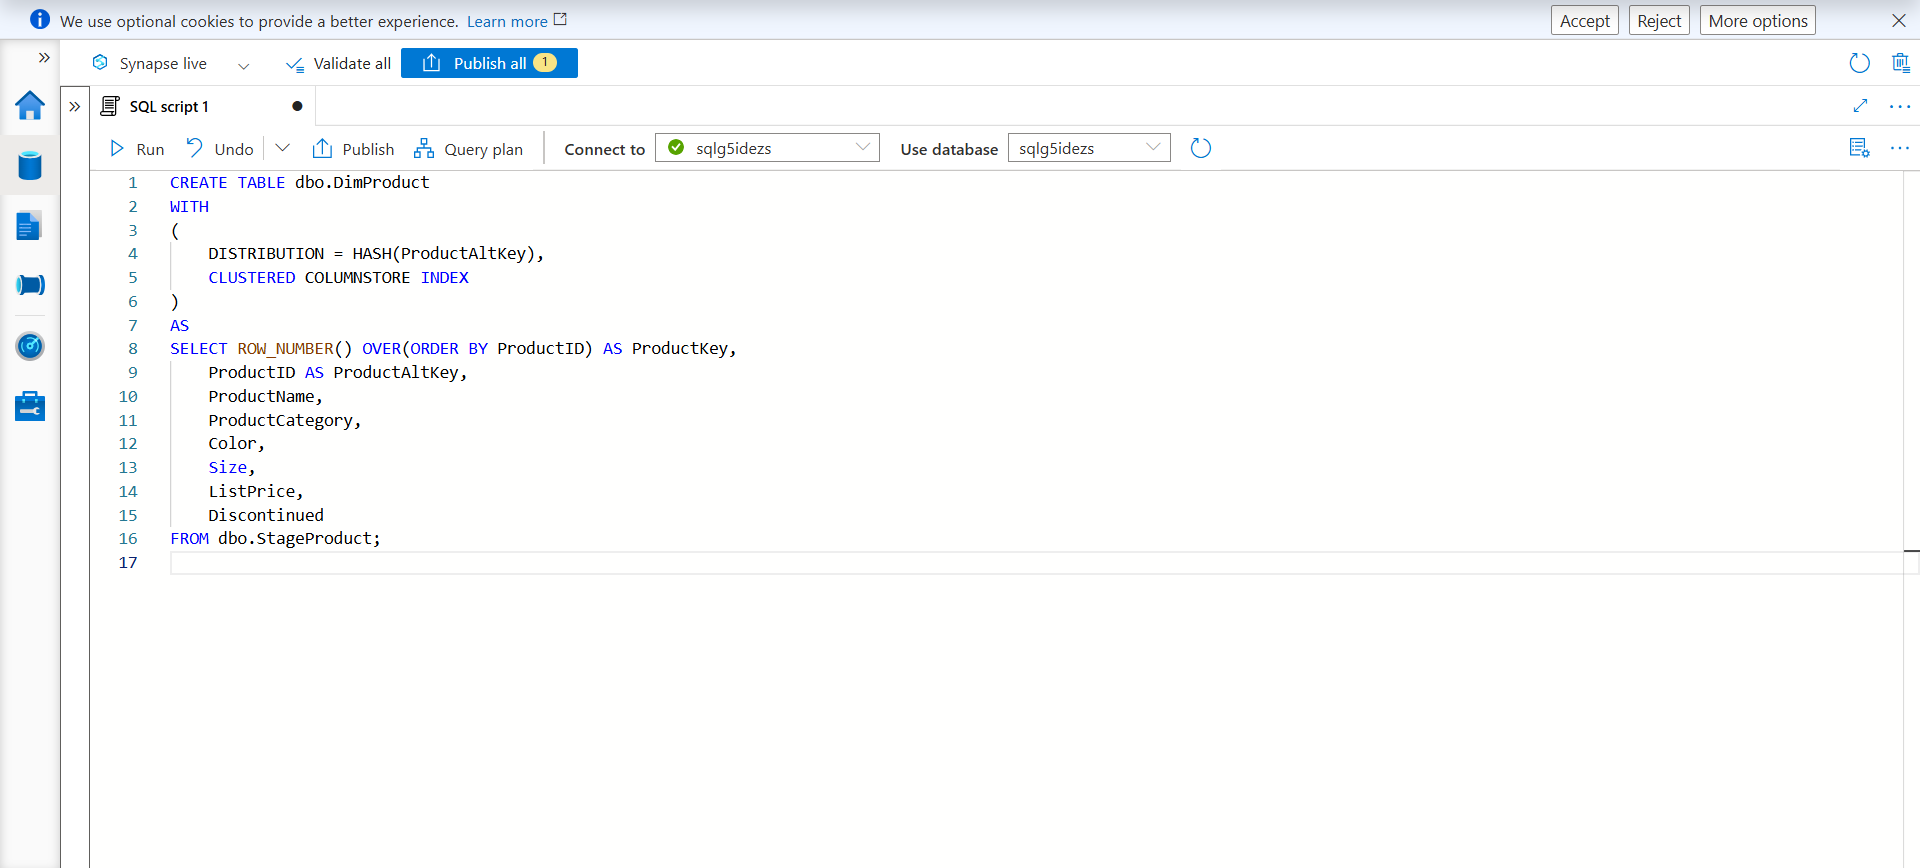 We use optional cookies to provide a better experience. Learn more
Accept
Reject
More options
Synapse live
Validate all
Publish all 1
SQL script 1
Run
Undo
Publish
Query plan
Connect to
sqlg5idezs
Use database
sqlg5idezs
1 CREATE TABLE dbo.DimProduct
2 WITH
3 (
4 DISTRIBUTION = HASH(ProductAltKey),
5 CLUSTERED COLUMNSTORE INDEX
6 )
7 AS
8 SELECT ROW_NUMBER() OVER(ORDER BY ProductID) AS ProductKey,
9 ProductID AS ProductAltKey,
10 ProductName,
11 ProductCategory,
12 Color,
13 Size,
14 ListPrice,
15 Discontinued
16 FROM dbo.StageProduct;
17